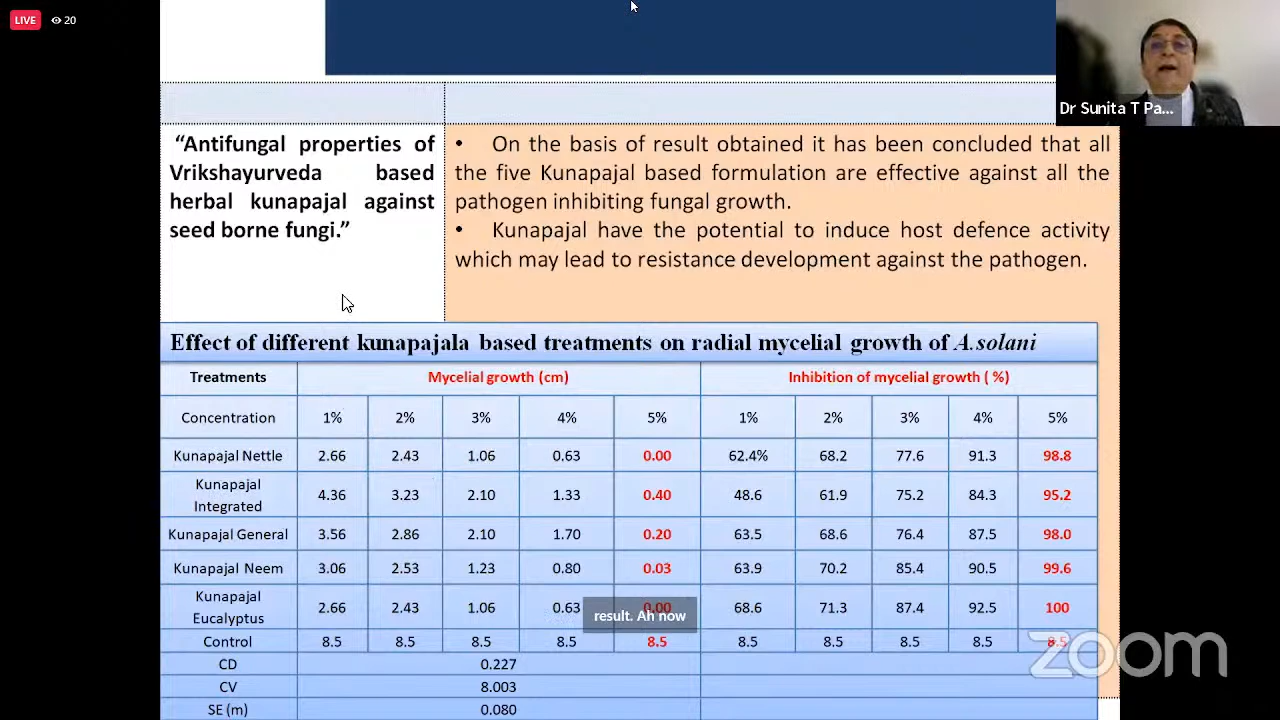 LIVE 20
Dr Sunita T Pa...
“Antifungal properties of
Vrikshayurveda based
herbal kunapajal against
seed borne fungi.”
• On the basis of result obtained it has been concluded that all
the five Kunapajal based formulation are effective against all the
pathogen inhibiting fungal growth.
• Kunapajal have the potential to induce host defence activity
which may lead to resistance development against the pathogen.
Effect of different kunapajala based treatments on radial mycelial growth of A.solani
Treatments Mycelial growth (cm) Inhibition of mycelial growth ( %)
Concentration 1% 2% 3% 4% 5% 1% 2% 3% 4% 5%
Kunapajal Nettle 2.66 2.43 1.06 0.63 0.00 62.4% 68.2 77.6 91.3 98.8
Kunapajal
Integrated 4.36 3.23 2.10 1.33 0.40 48.6 61.9 75.2 84.3 95.2
Kunapajal General 3.56 2.86 2.10 1.70 0.20 63.5 68.6 76.4 87.5 98.0
Kunapajal Neem 3.06 2.53 1.23 0.80 0.03 63.9 70.2 85.4 90.5 99.6
Kunapajal
Eucalyptus 2.66 2.43 1.06 0.63 0.00 68.6 71.3 87.4 92.5 100
result. Ah now
Control 8.5 8.5 8.5 8.5 8.5 8.5 8.5 8.5 8.5 8.5
CD 0.227
CV 8.003
SE (m) 0.080
zoom